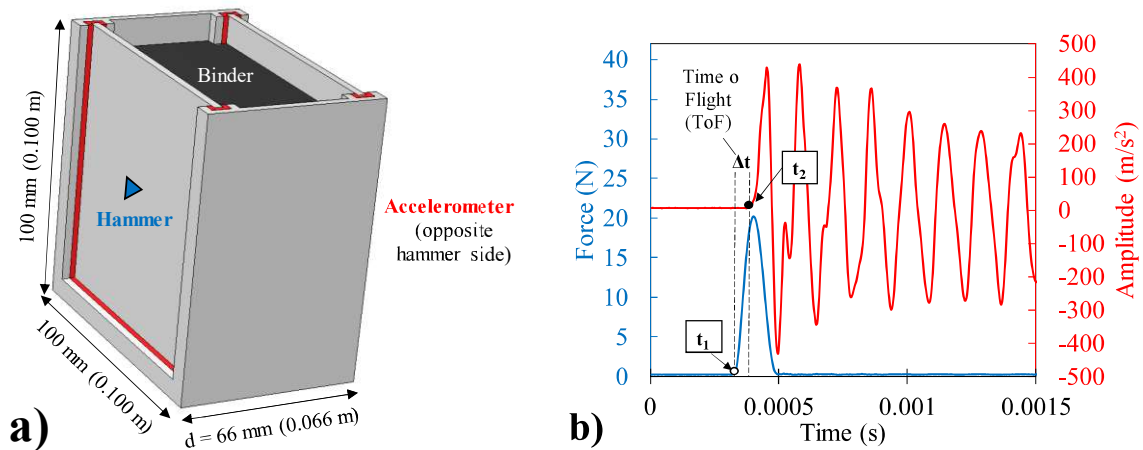 Binder
Hammer
100 mm (0.100 m)
100 mm (0.100 m)
d = 66 mm (0.066 m)
Accelerometer
(opposite
hammer side)
a)
Time o
Flight
(ToF)
Δt
t1
t2
Force (N)
40
35
30
25
20
15
10
5
0
500
400
300
200
100
0
-100
-200
-300
-400
-500
Amplitude (m/s²)
0
0.0005
0.001
0.0015
Time (s)
b)